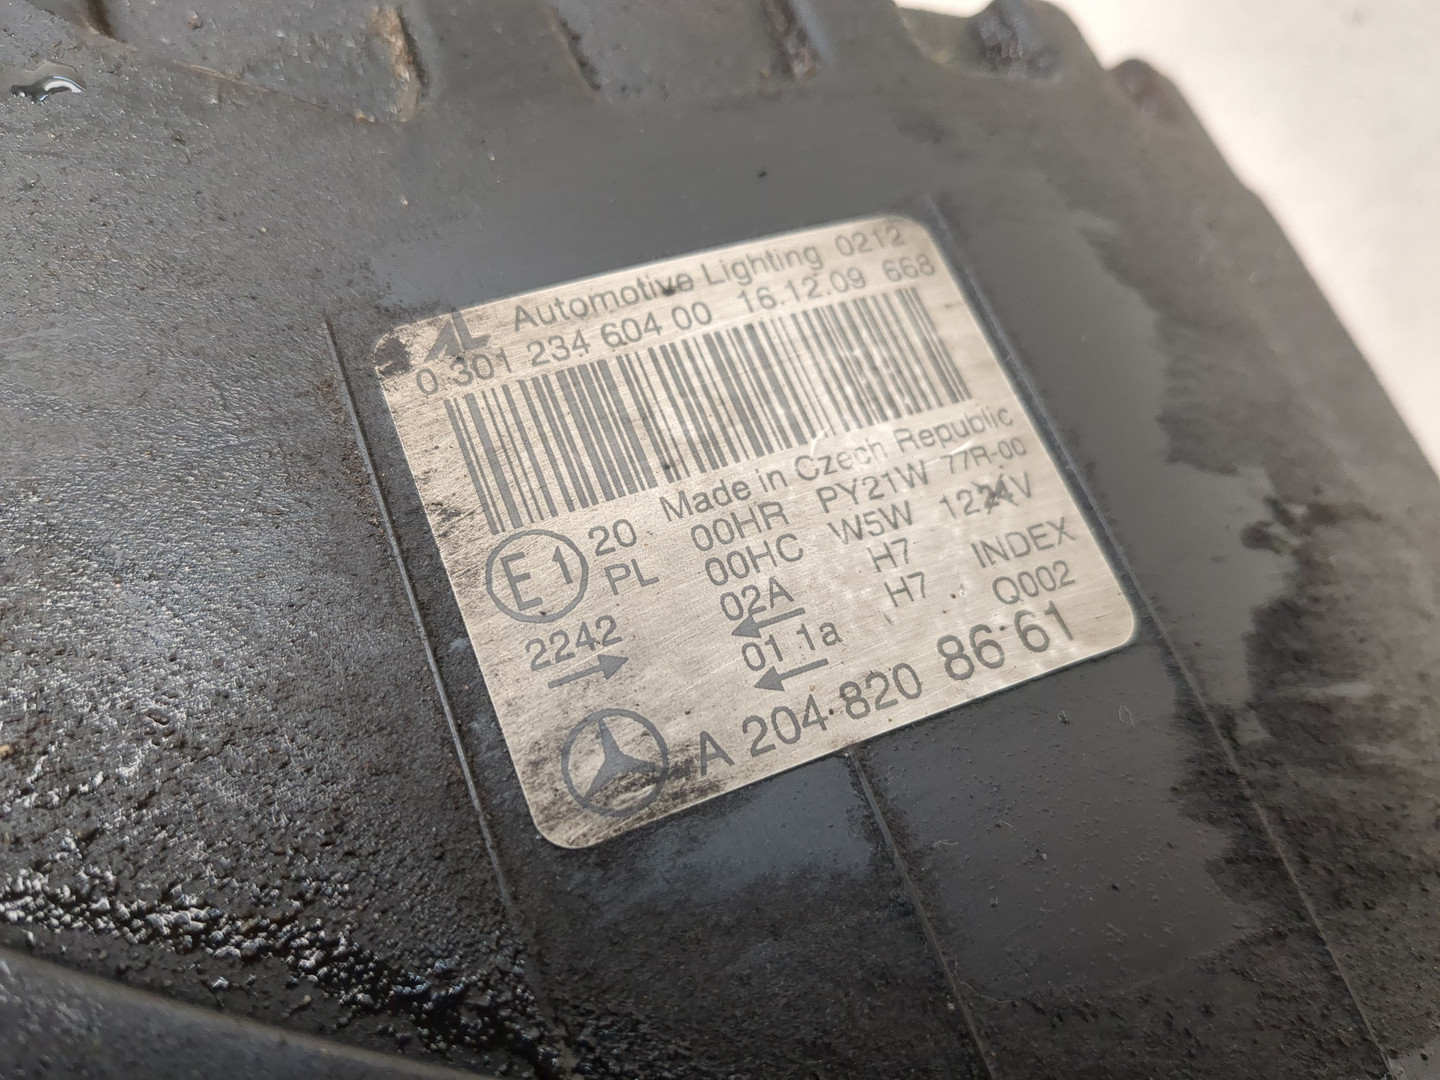 AL Automotive Lighting 0212
0 301 234 604 00 16.12.09 668
Made in Czech Republic
E1 20 00HR PY21W 77R-00
PL 00HC W5W 1224V
2242 02A H7 INDEX
→ ←
01 1a H7 Q002
←
A 204 820 86 61